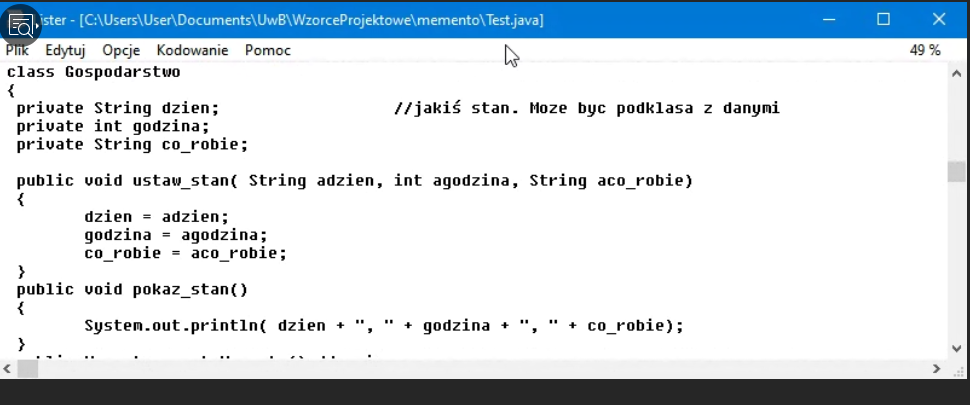 ister - [C:\Users\User\Documents\UwB\WzorceProjektowe\memento\Test.java]
Plik Edytuj Opcje Kodowanie Pomoc 49 %
class Gospodarstwo
{
private String dzien; //jakiś stan. Moze byc podklasa z danymi
private int godzina;
private String co_robie;
public void ustaw_stan( String adzien, int agodzina, String aco_robie)
{
dzien = adzien;
godzina = agodzina;
co_robie = aco_robie;
}
public void pokaz_stan()
{
System.out.println( dzien + ", " + godzina + ", " + co_robie);
}